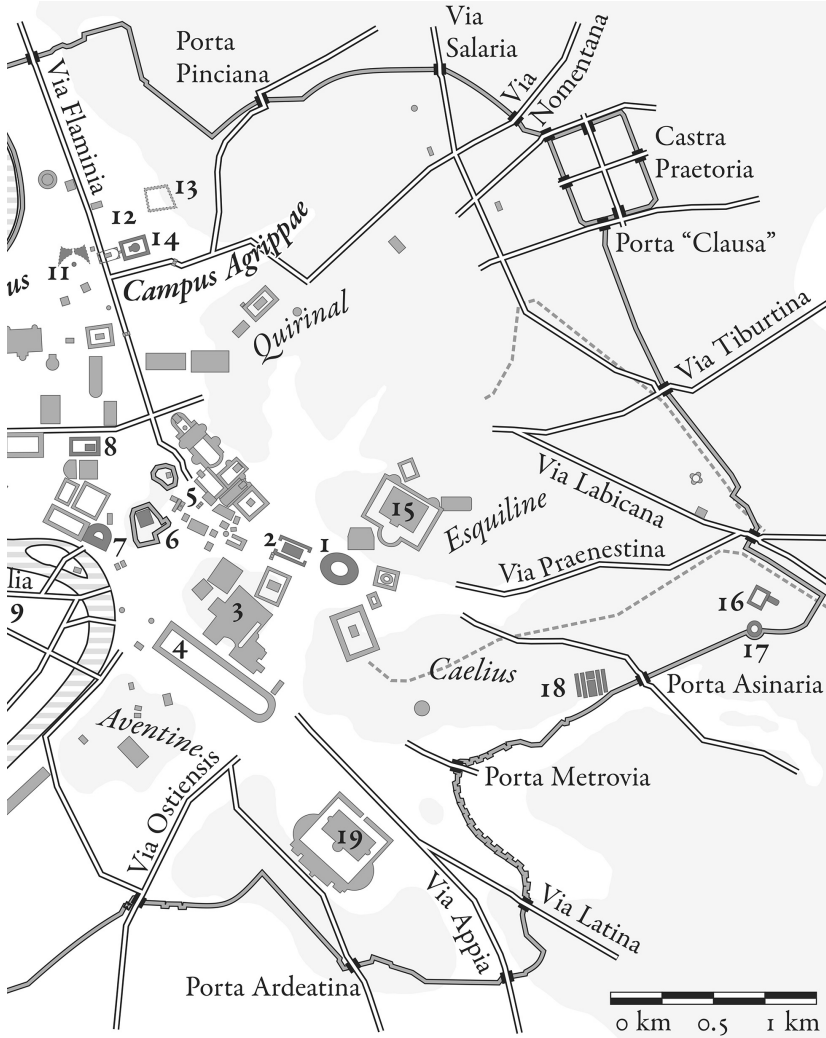 Via
Salaria
Porta
Pinciana
Via
Nomentana
Via Flaminia
Castra
Praetoria
13
12
14
Porta “Clausa”
11
Campus Agrippae
us
Quirinal
Via Tiburtina
8
Via Labicana
5
15
Esquiline
6
7
2
1
Via Praenestina
lia
9
3
16
4
17
Caelius
18
Porta Asinaria
Aventine
Porta Metrovia
Via Ostiensis
19
Via Appia
Via Latina
Porta Ardeatina
0 km 0.5 1 km